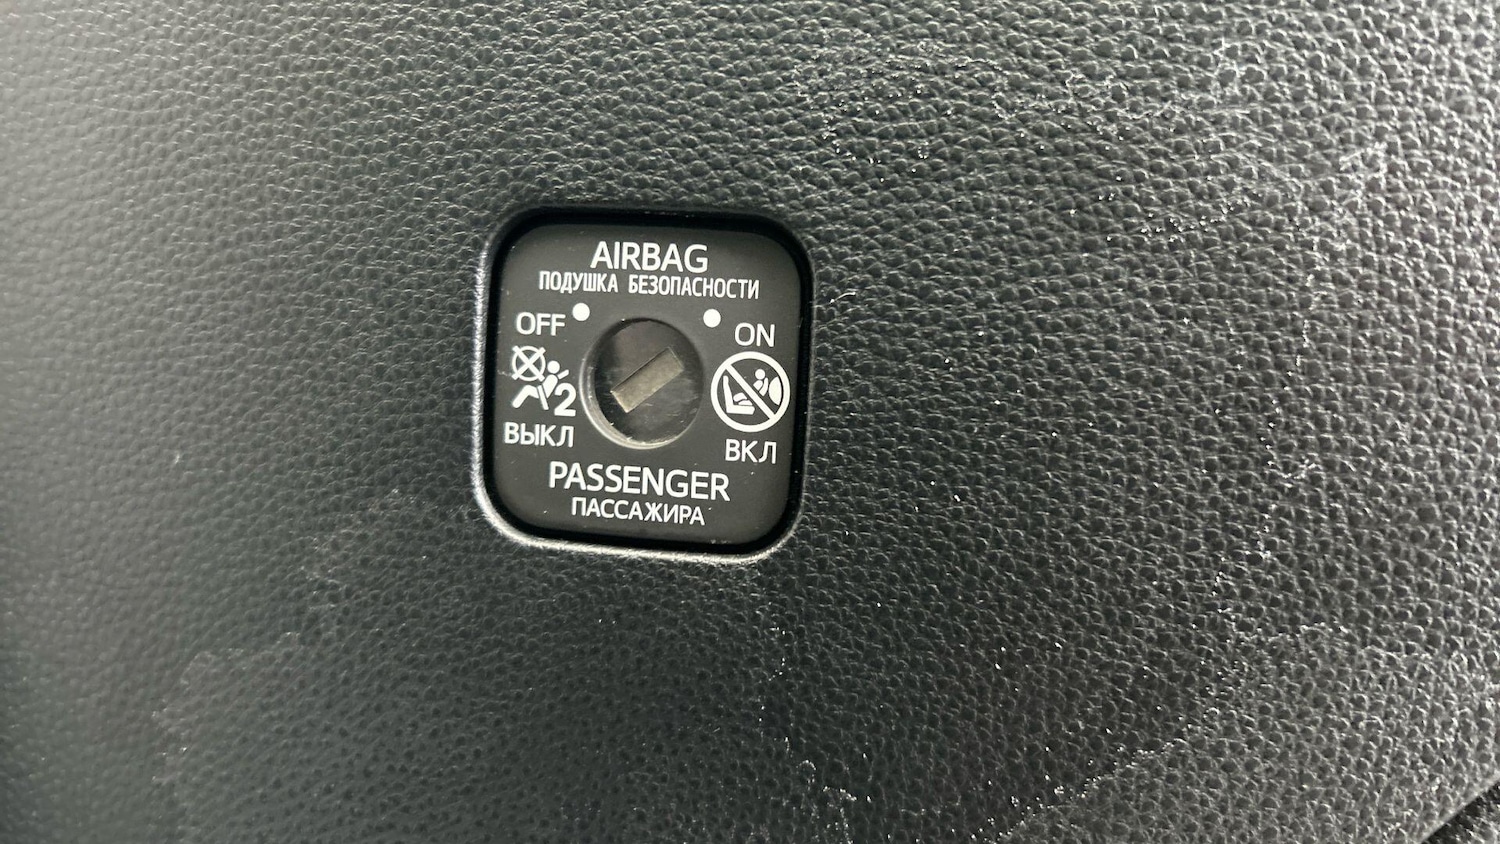 AIRBAG
ПОДУШКА БЕЗОПАСНОСТИ
OFF
ON
2
ВЫКЛ
ВКЛ
PASSENGER
ПАССАЖИРА